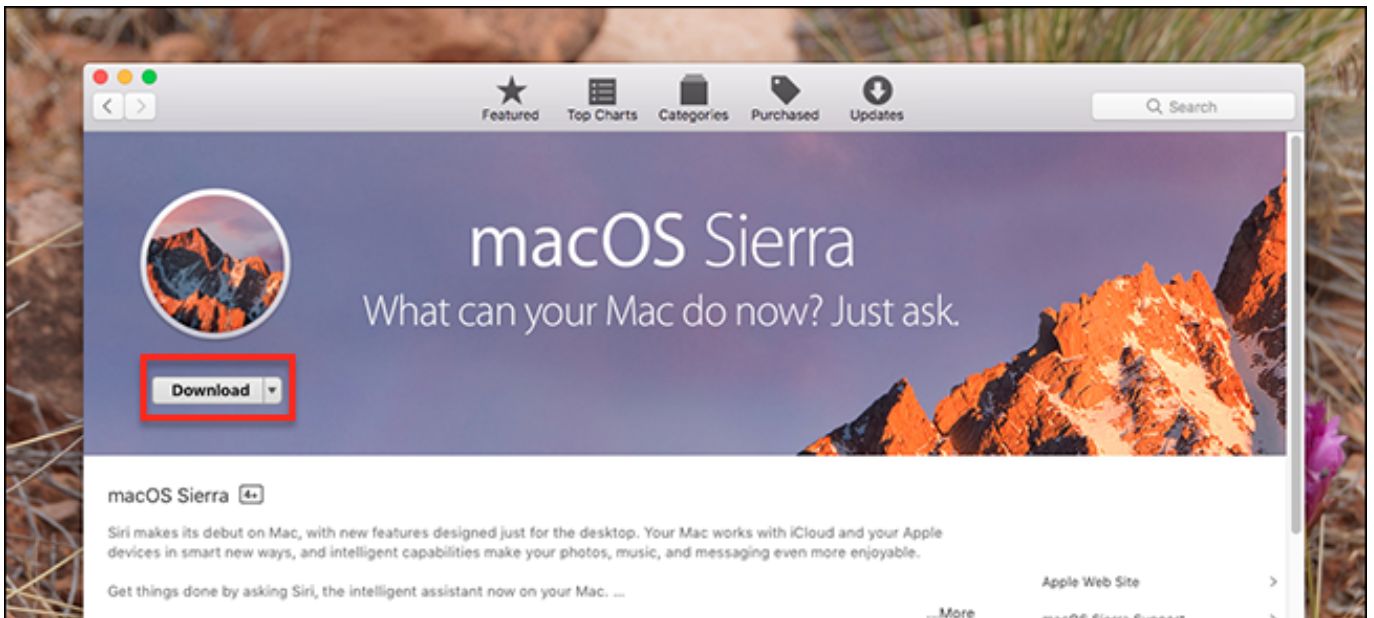 Featured
Top Charts
Categories
Purchased
Updates
Search
macOS Sierra
What can your Mac do now? Just ask.
Download
macOS Sierra 4+
Siri makes its debut on Mac, with new features designed just for the desktop. Your Mac works with iCloud and your Apple
devices in smart new ways, and intelligent capabilities make your photos, music, and messaging even more enjoyable.
Get things done by asking Siri, the intelligent assistant now on your Mac. ...
...More
Apple Web Site
macOS Sierra Support